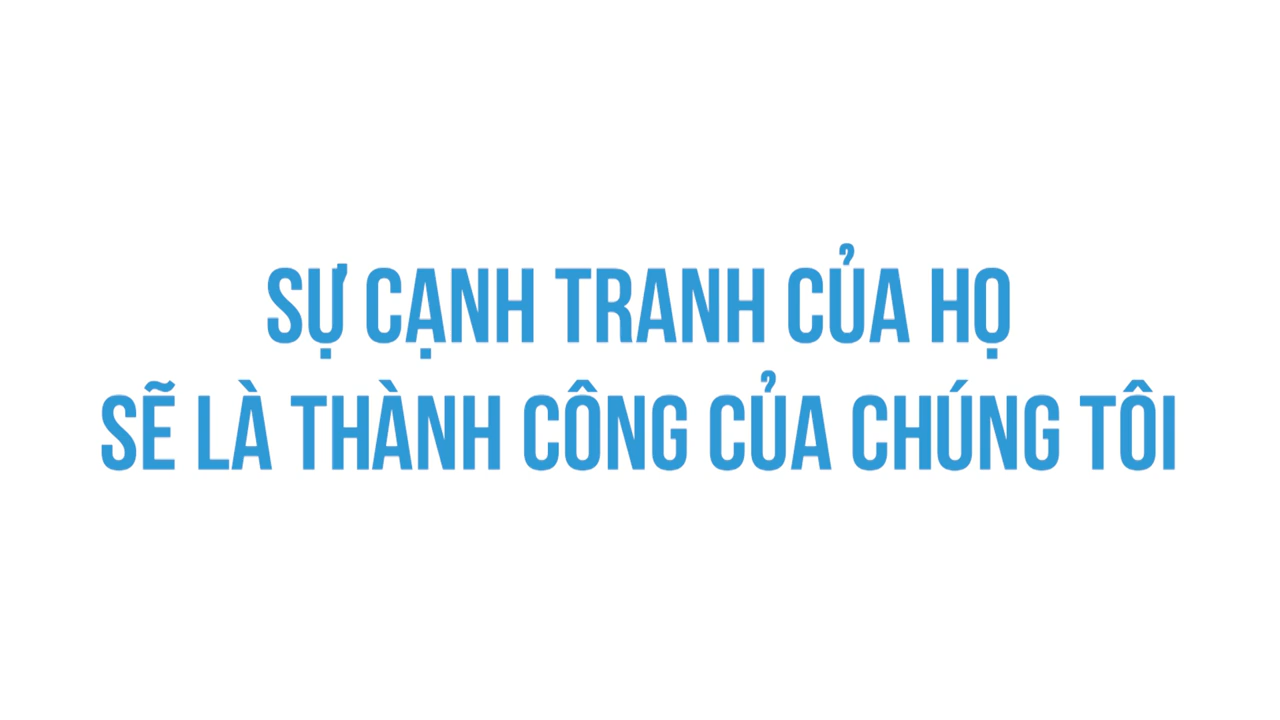 SỰ CẠNH TRANH CỦA HỌ
SẼ LÀ THÀNH CÔNG CỦA CHÚNG TÔI